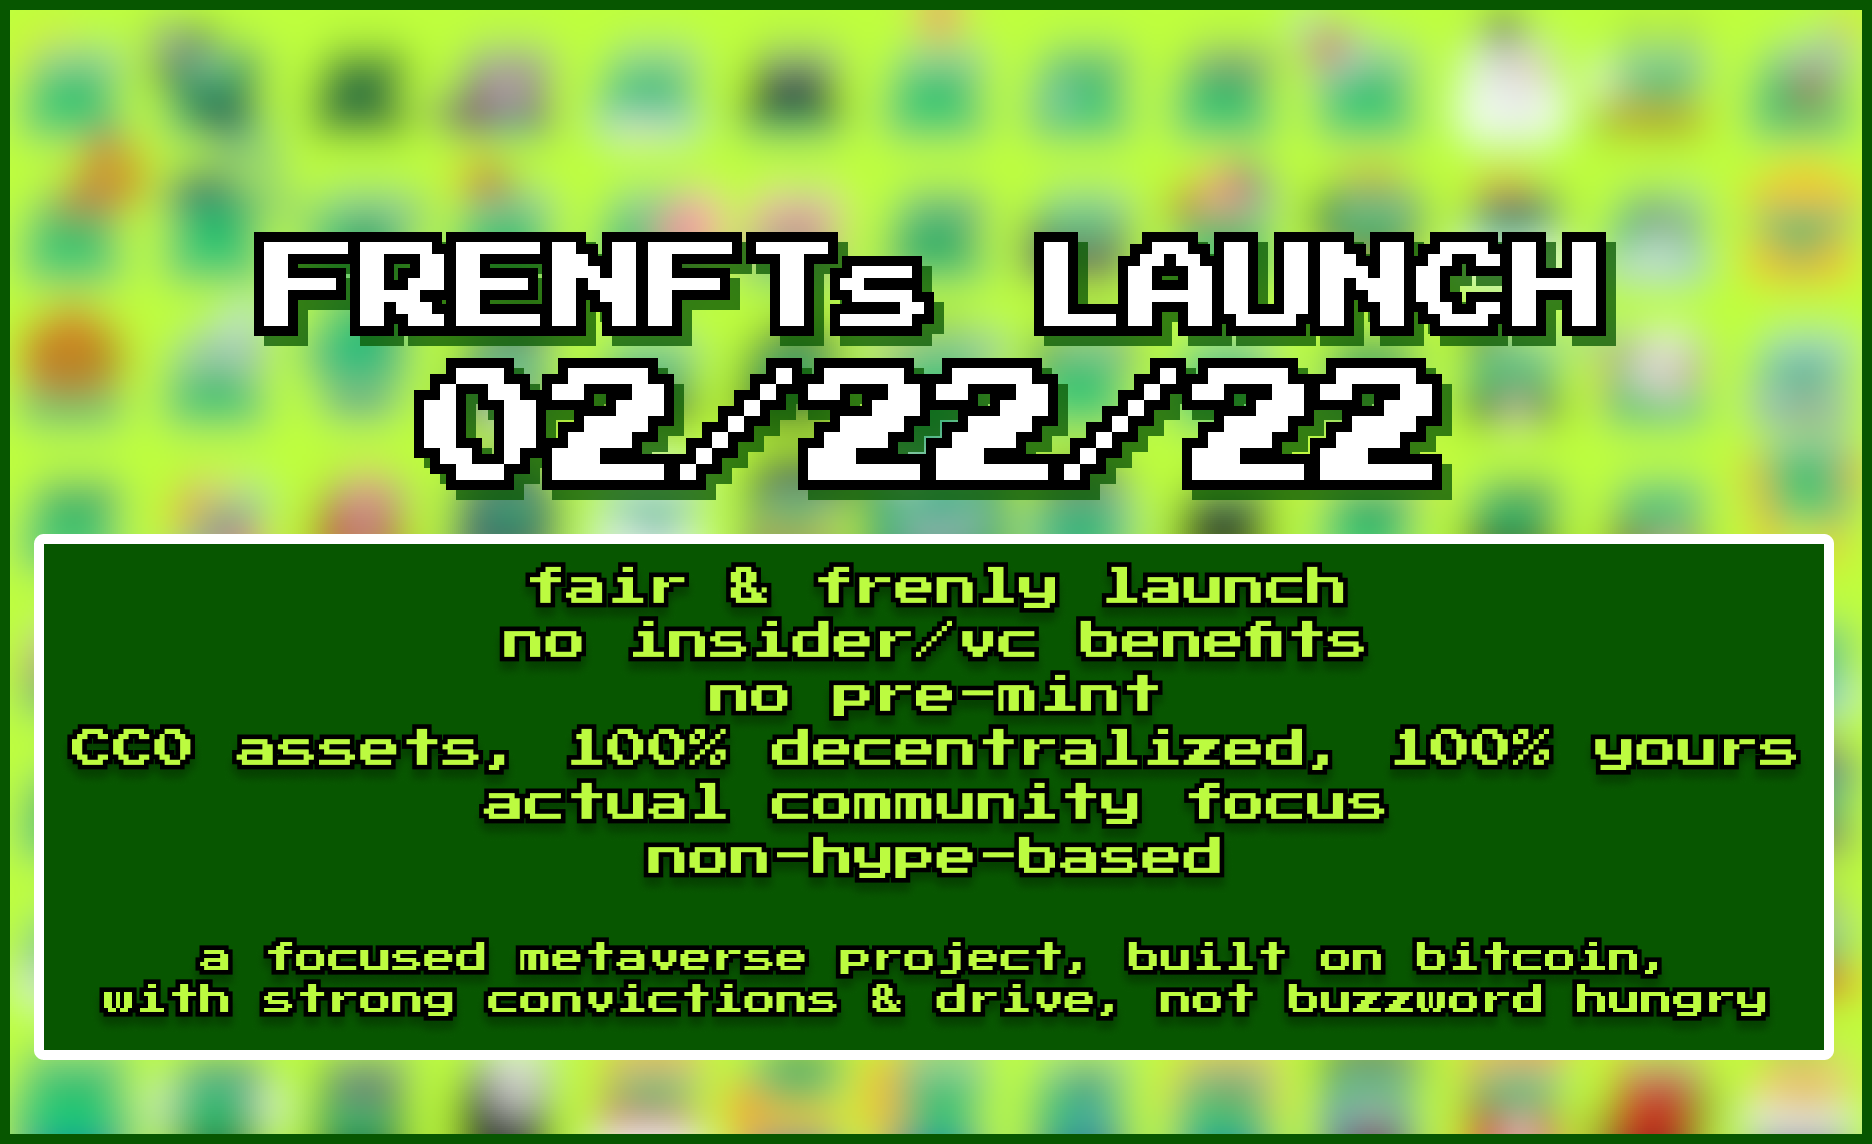 FRENFTs LAUNCH
02/22/22
fair & frenly launch
no insider/vc benefits
no pre-mint
CC0 assets, 100% decentralized, 100% yours
actual community focus
non-hype-based
a focused metaverse project, built on bitcoin,
with strong convictions & drive, not buzzword hungry